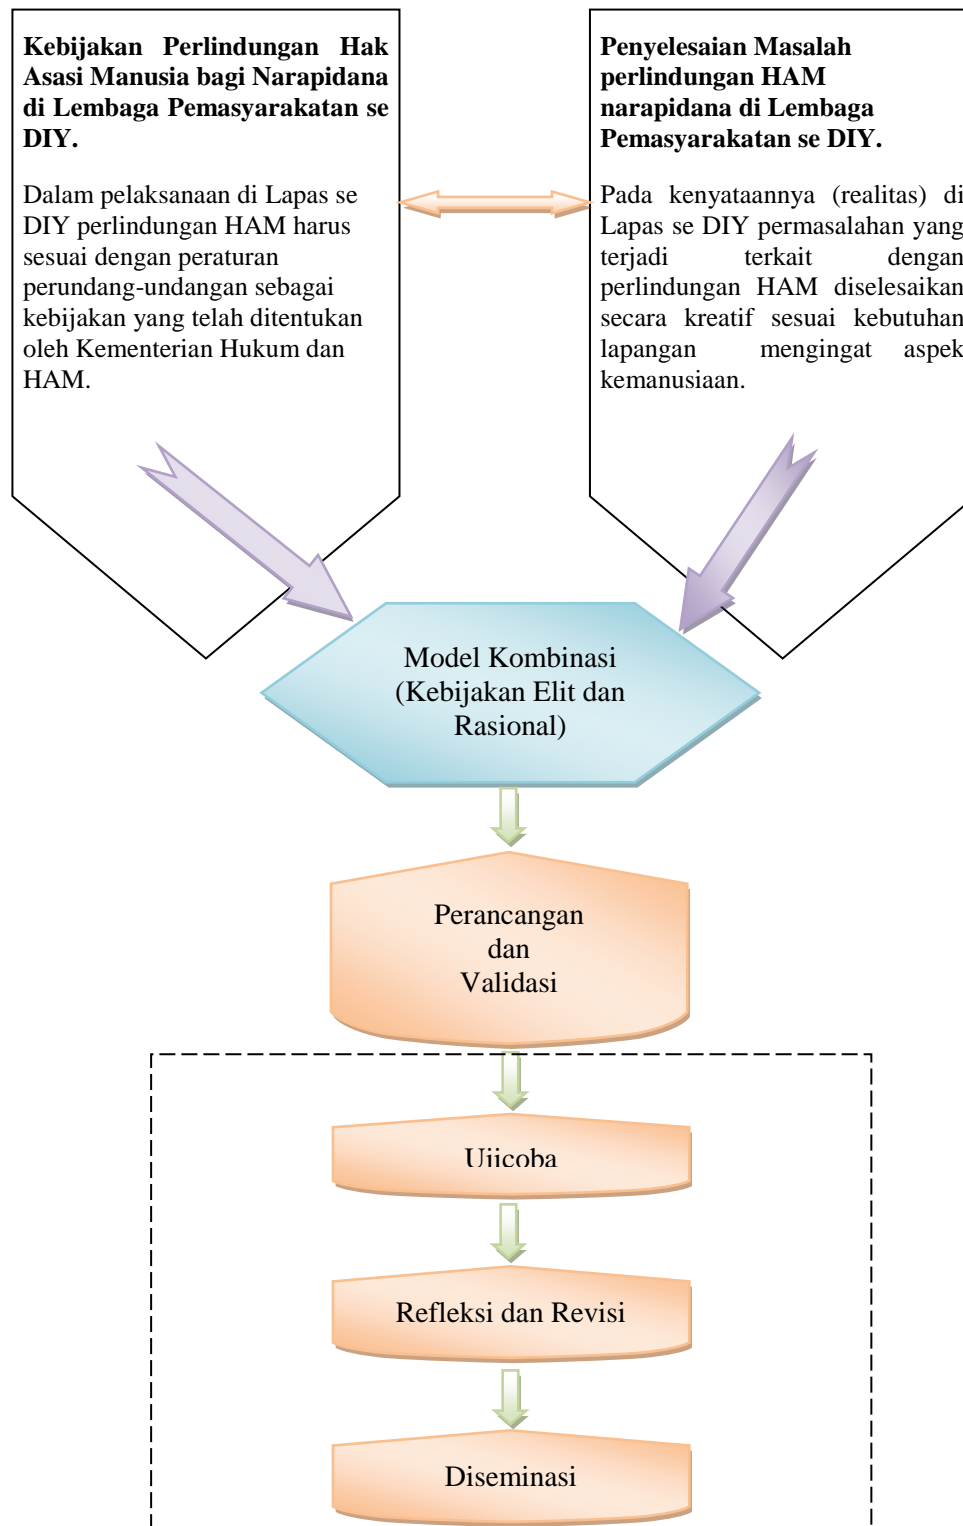 Kebijakan Perlindungan Hak
Asasi Manusia bagi Narapidana
di Lembaga Pemasyarakatan se
DIY.
Dalam pelaksanaan di Lapas se
DIY perlindungan HAM harus
sesuai dengan peraturan
perundang-undangan sebagai
kebijakan yang telah ditentukan
oleh Kementerian Hukum dan
HAM.
Penyelesaian Masalah
perlindungan HAM
narapidana di Lembaga
Pemasyarakatan se DIY.
Pada kenyataannya (realitas) di
Lapas se DIY permasalahan yang
terjadi terkait dengan
perlindungan HAM diselesaikan
secara kreatif sesuai kebutuhan
lapangan mengingat aspek
kemanusiaan.
Model Kombinasi
(Kebijakan Elit dan
Rasional)
Perancangan
dan
Validasi
Ujicoba
Refleksi dan Revisi
Diseminasi